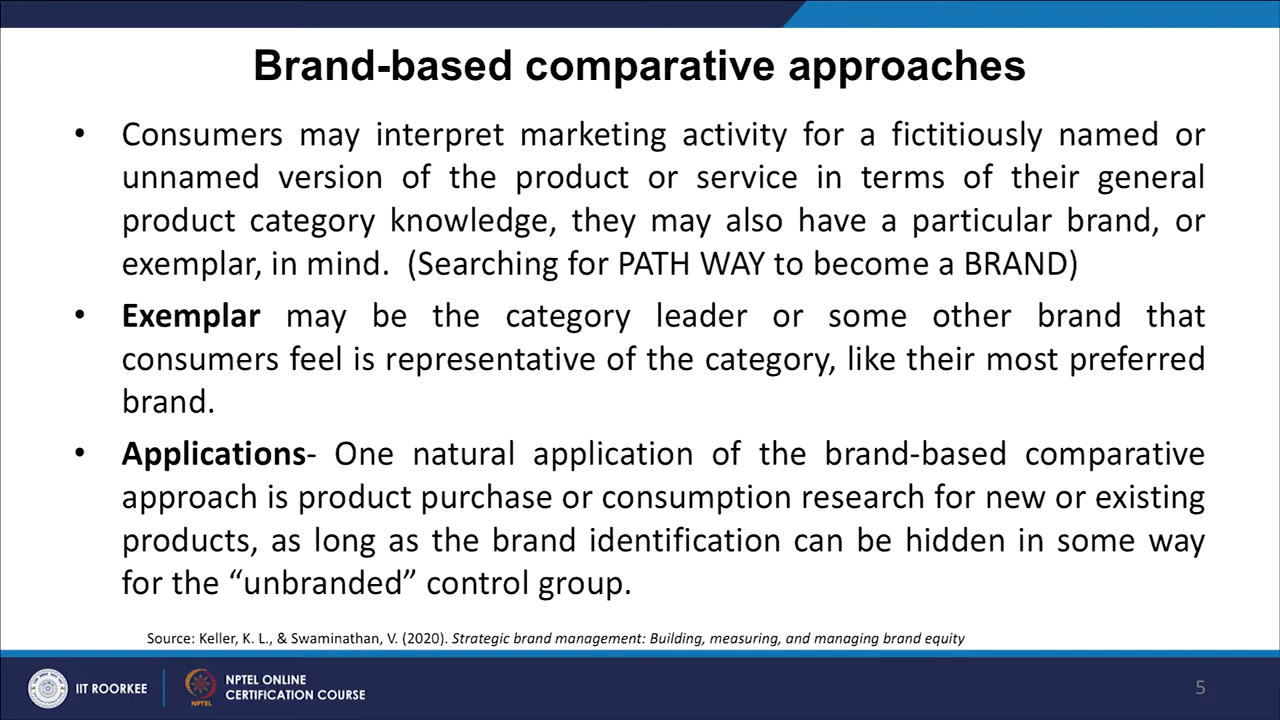 Brand-based comparative approaches
• Consumers may interpret marketing activity for a fictitiously named or
unnamed version of the product or service in terms of their general
product category knowledge, they may also have a particular brand, or
exemplar, in mind. (Searching for PATH WAY to become a BRAND)
• Exemplar may be the category leader or some other brand that
consumers feel is representative of the category, like their most preferred
brand.
• Applications- One natural application of the brand-based comparative
approach is product purchase or consumption research for new or existing
products, as long as the brand identification can be hidden in some way
for the “unbranded” control group.
Source: Keller, K. L., & Swaminathan, V. (2020). Strategic brand management: Building, measuring, and managing brand equity
IIT ROORKEE
NPTEL ONLINE
CERTIFICATION COURSE
NPTEL
5